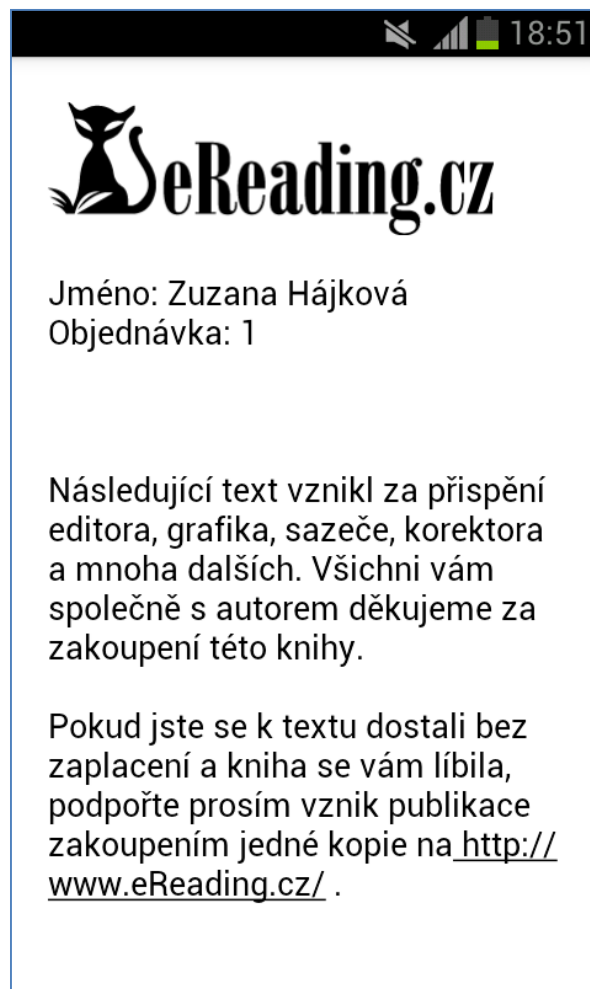 18:51
eReading.cz
Jméno: Zuzana Hájková
Objednávka: 1
Následující text vznikl za přispění
editora, grafika, sazeče, korektora
a mnoha dalších. Všichni vám
společně s autorem děkujeme za
zakoupení této knihy.
Pokud jste se k textu dostali bez
zaplacení a kniha se vám líbila,
podpořte prosím vznik publikace
zakoupením jedné kopie na http://
www.eReading.cz/ .